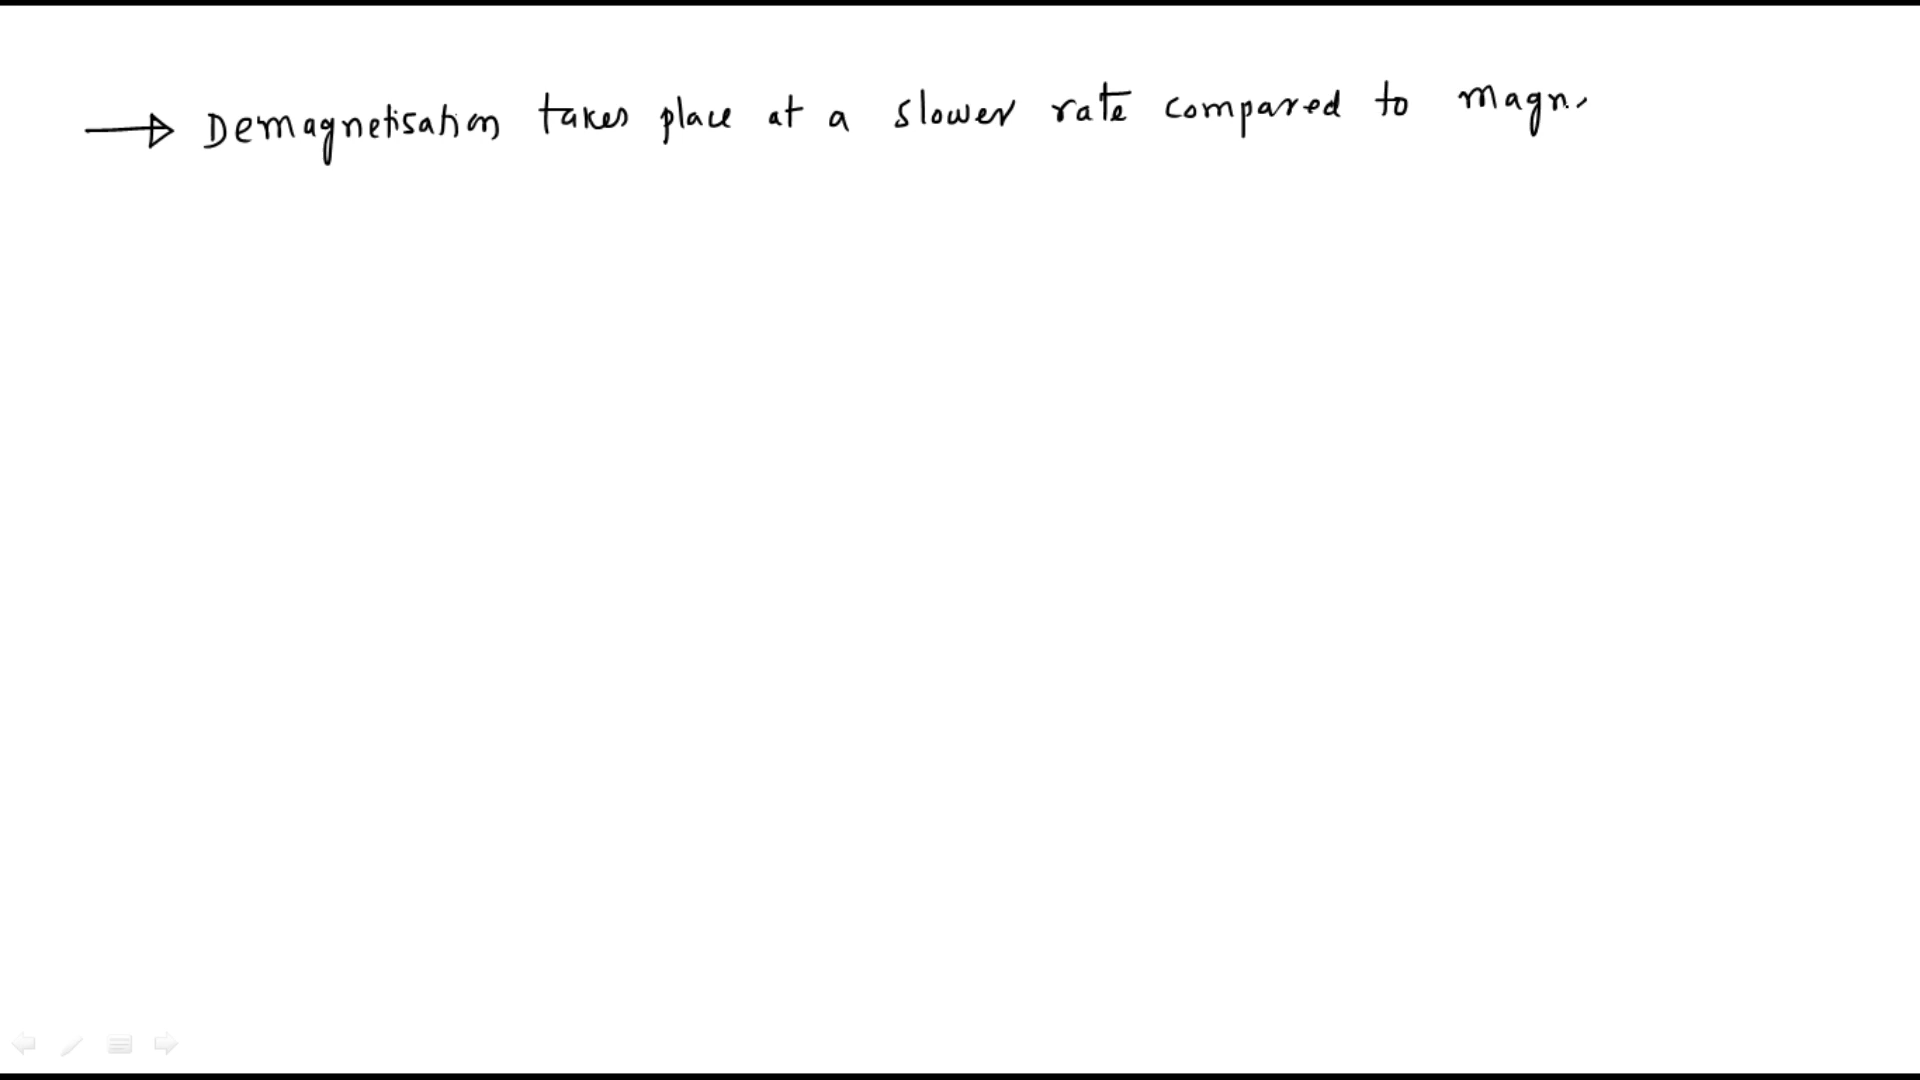 → Demagnetisation takes place at a slower rate compared to magn.